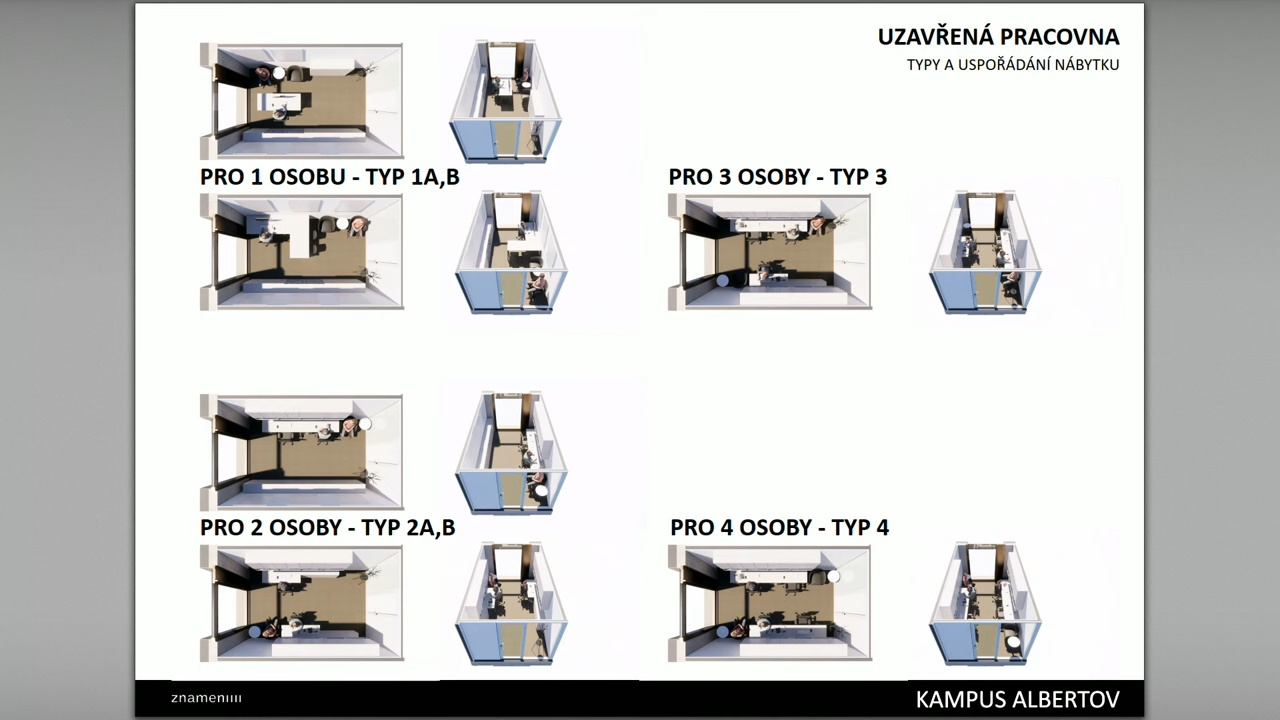 UZAVŘENÁ PRACOVNA
TYPY A USPOŘÁDÁNÍ NÁBYTKU
PRO 1 OSOBU - TYP 1A,B
PRO 3 OSOBY - TYP 3
PRO 2 OSOBY - TYP 2A,B
PRO 4 OSOBY - TYP 4
znameníıııı
KAMPUS ALBERTOV